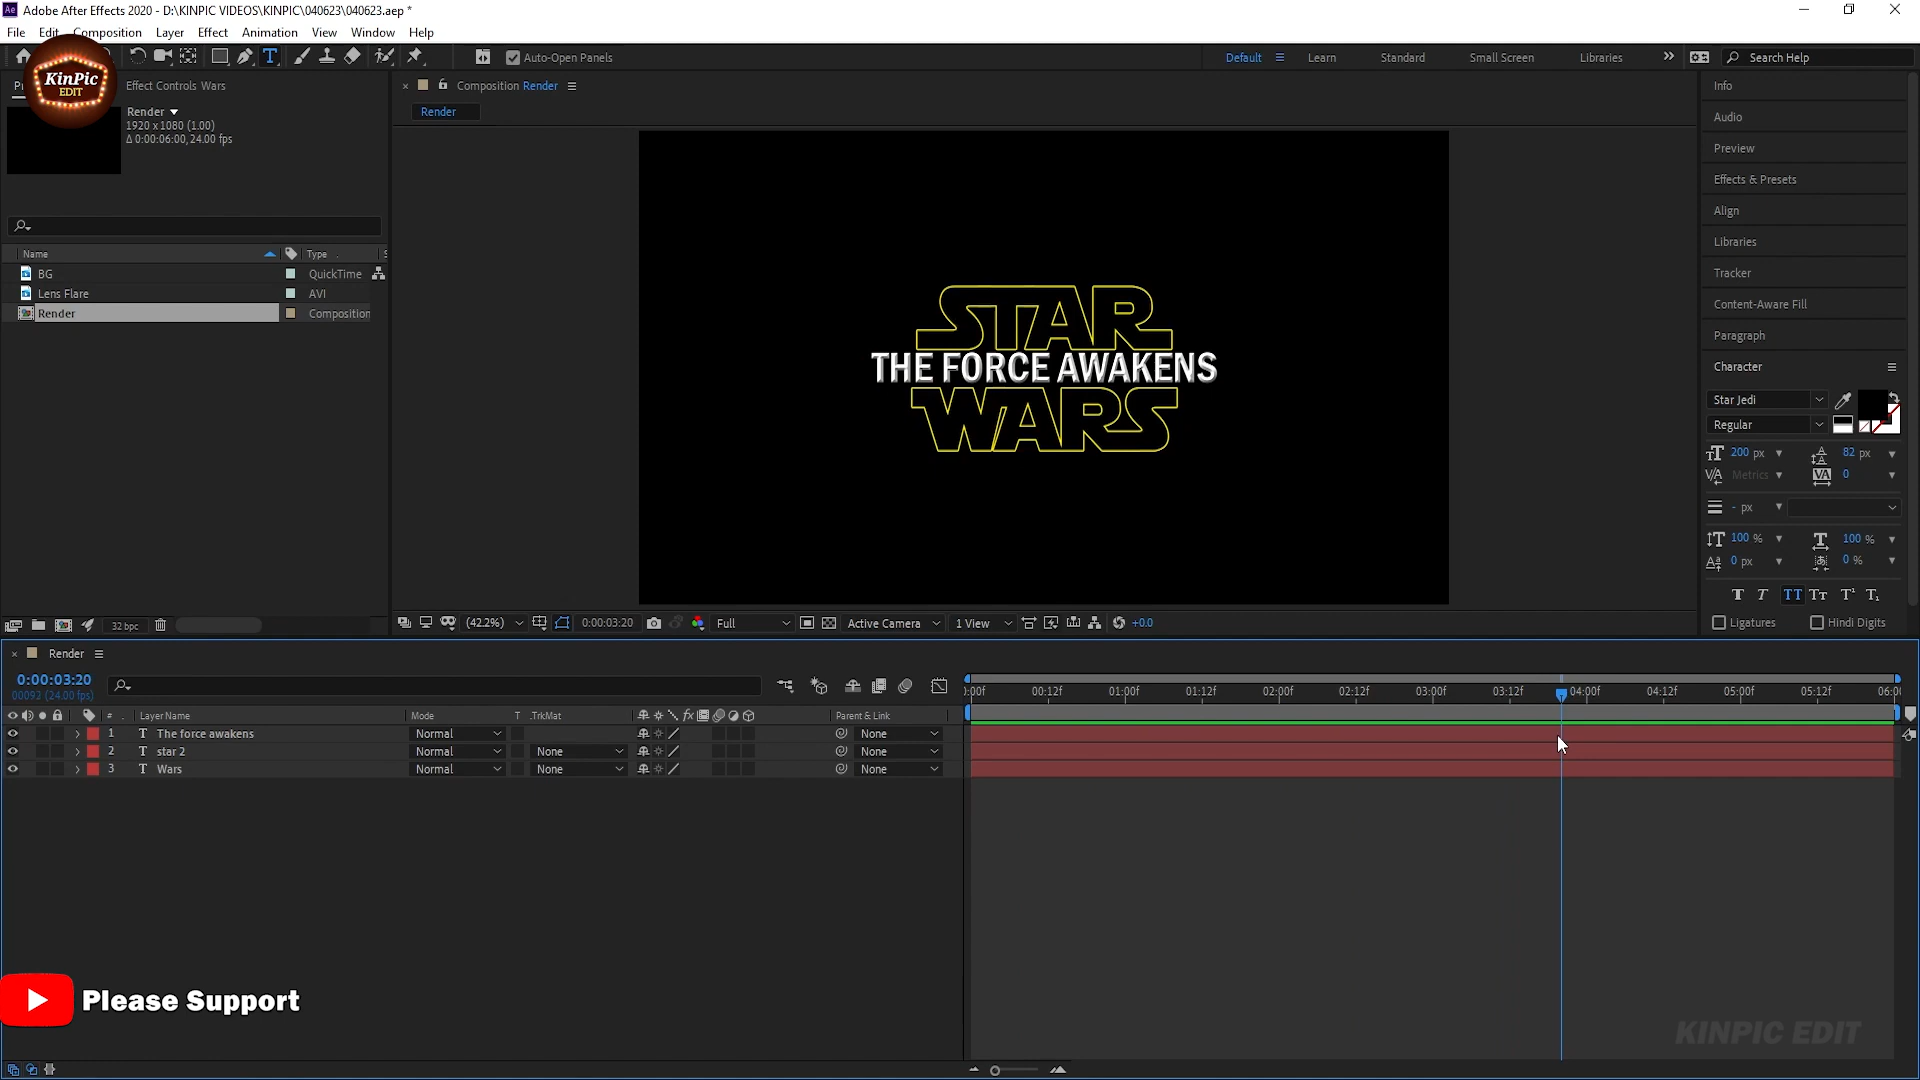 Adobe After Effects 2020 - D:\KINPIC VIDEOS\KINPIC\040623\040623.aep *
File Edit Composition Layer Effect Animation View Window Help
Auto-Open Panels
Default Learn Standard Small Screen Libraries Search Help
KinPic
EDIT
Effect Controls Wars
Composition Render
Info
Render
Render
1920 x 1080 (1.00)
Δ 0:00:06:00, 24.00 fps
Audio
Preview
Effects & Presets
Align
Libraries
Tracker
Content-Aware Fill
Paragraph
Character
Name Type
BG QuickTime
Lens Flare AVI
Render Composition
STAR
THE FORCE AWAKENS
WARS
Star Jedi
Regular
200 px 82 px
Metrics 0
- px
100 % 100 %
0 px 0 %
T T TT Tt T¹ T₁
Ligatures Hindi Digits
32 bpc
(42.2%) 0:00:03:20 Full Active Camera 1 View +0.0
Render
0:00:03:20
00092 (24.00 fps)
:00f 00:12f 01:00f 01:12f 02:00f 02:12f 03:00f 03:12f 04:00f 04:12f 05:00f 05:12f 06:0
# Layer Name Mode T .TrkMat fx Parent & Link
1 T The force awakens Normal None
2 T star 2 Normal None None
3 T Wars Normal None None
Please Support
KINPIC EDIT